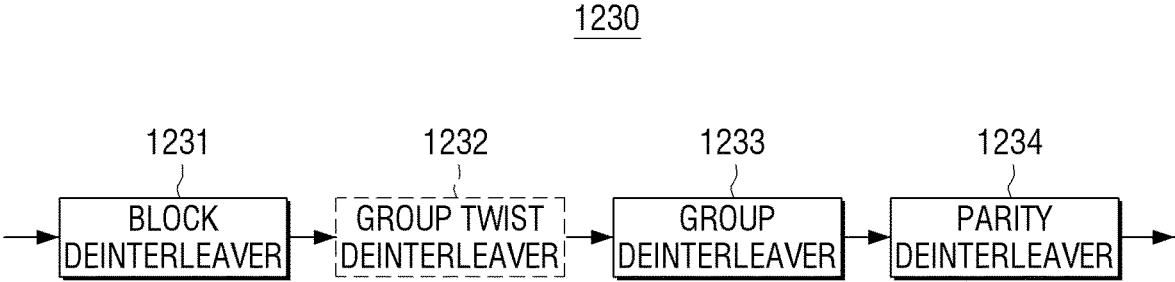 1230
1231
1232
1233
1234
BLOCK
DEINTERLEAVER
GROUP TWIST
DEINTERLEAVER
GROUP
DEINTERLEAVER
PARITY
DEINTERLEAVER